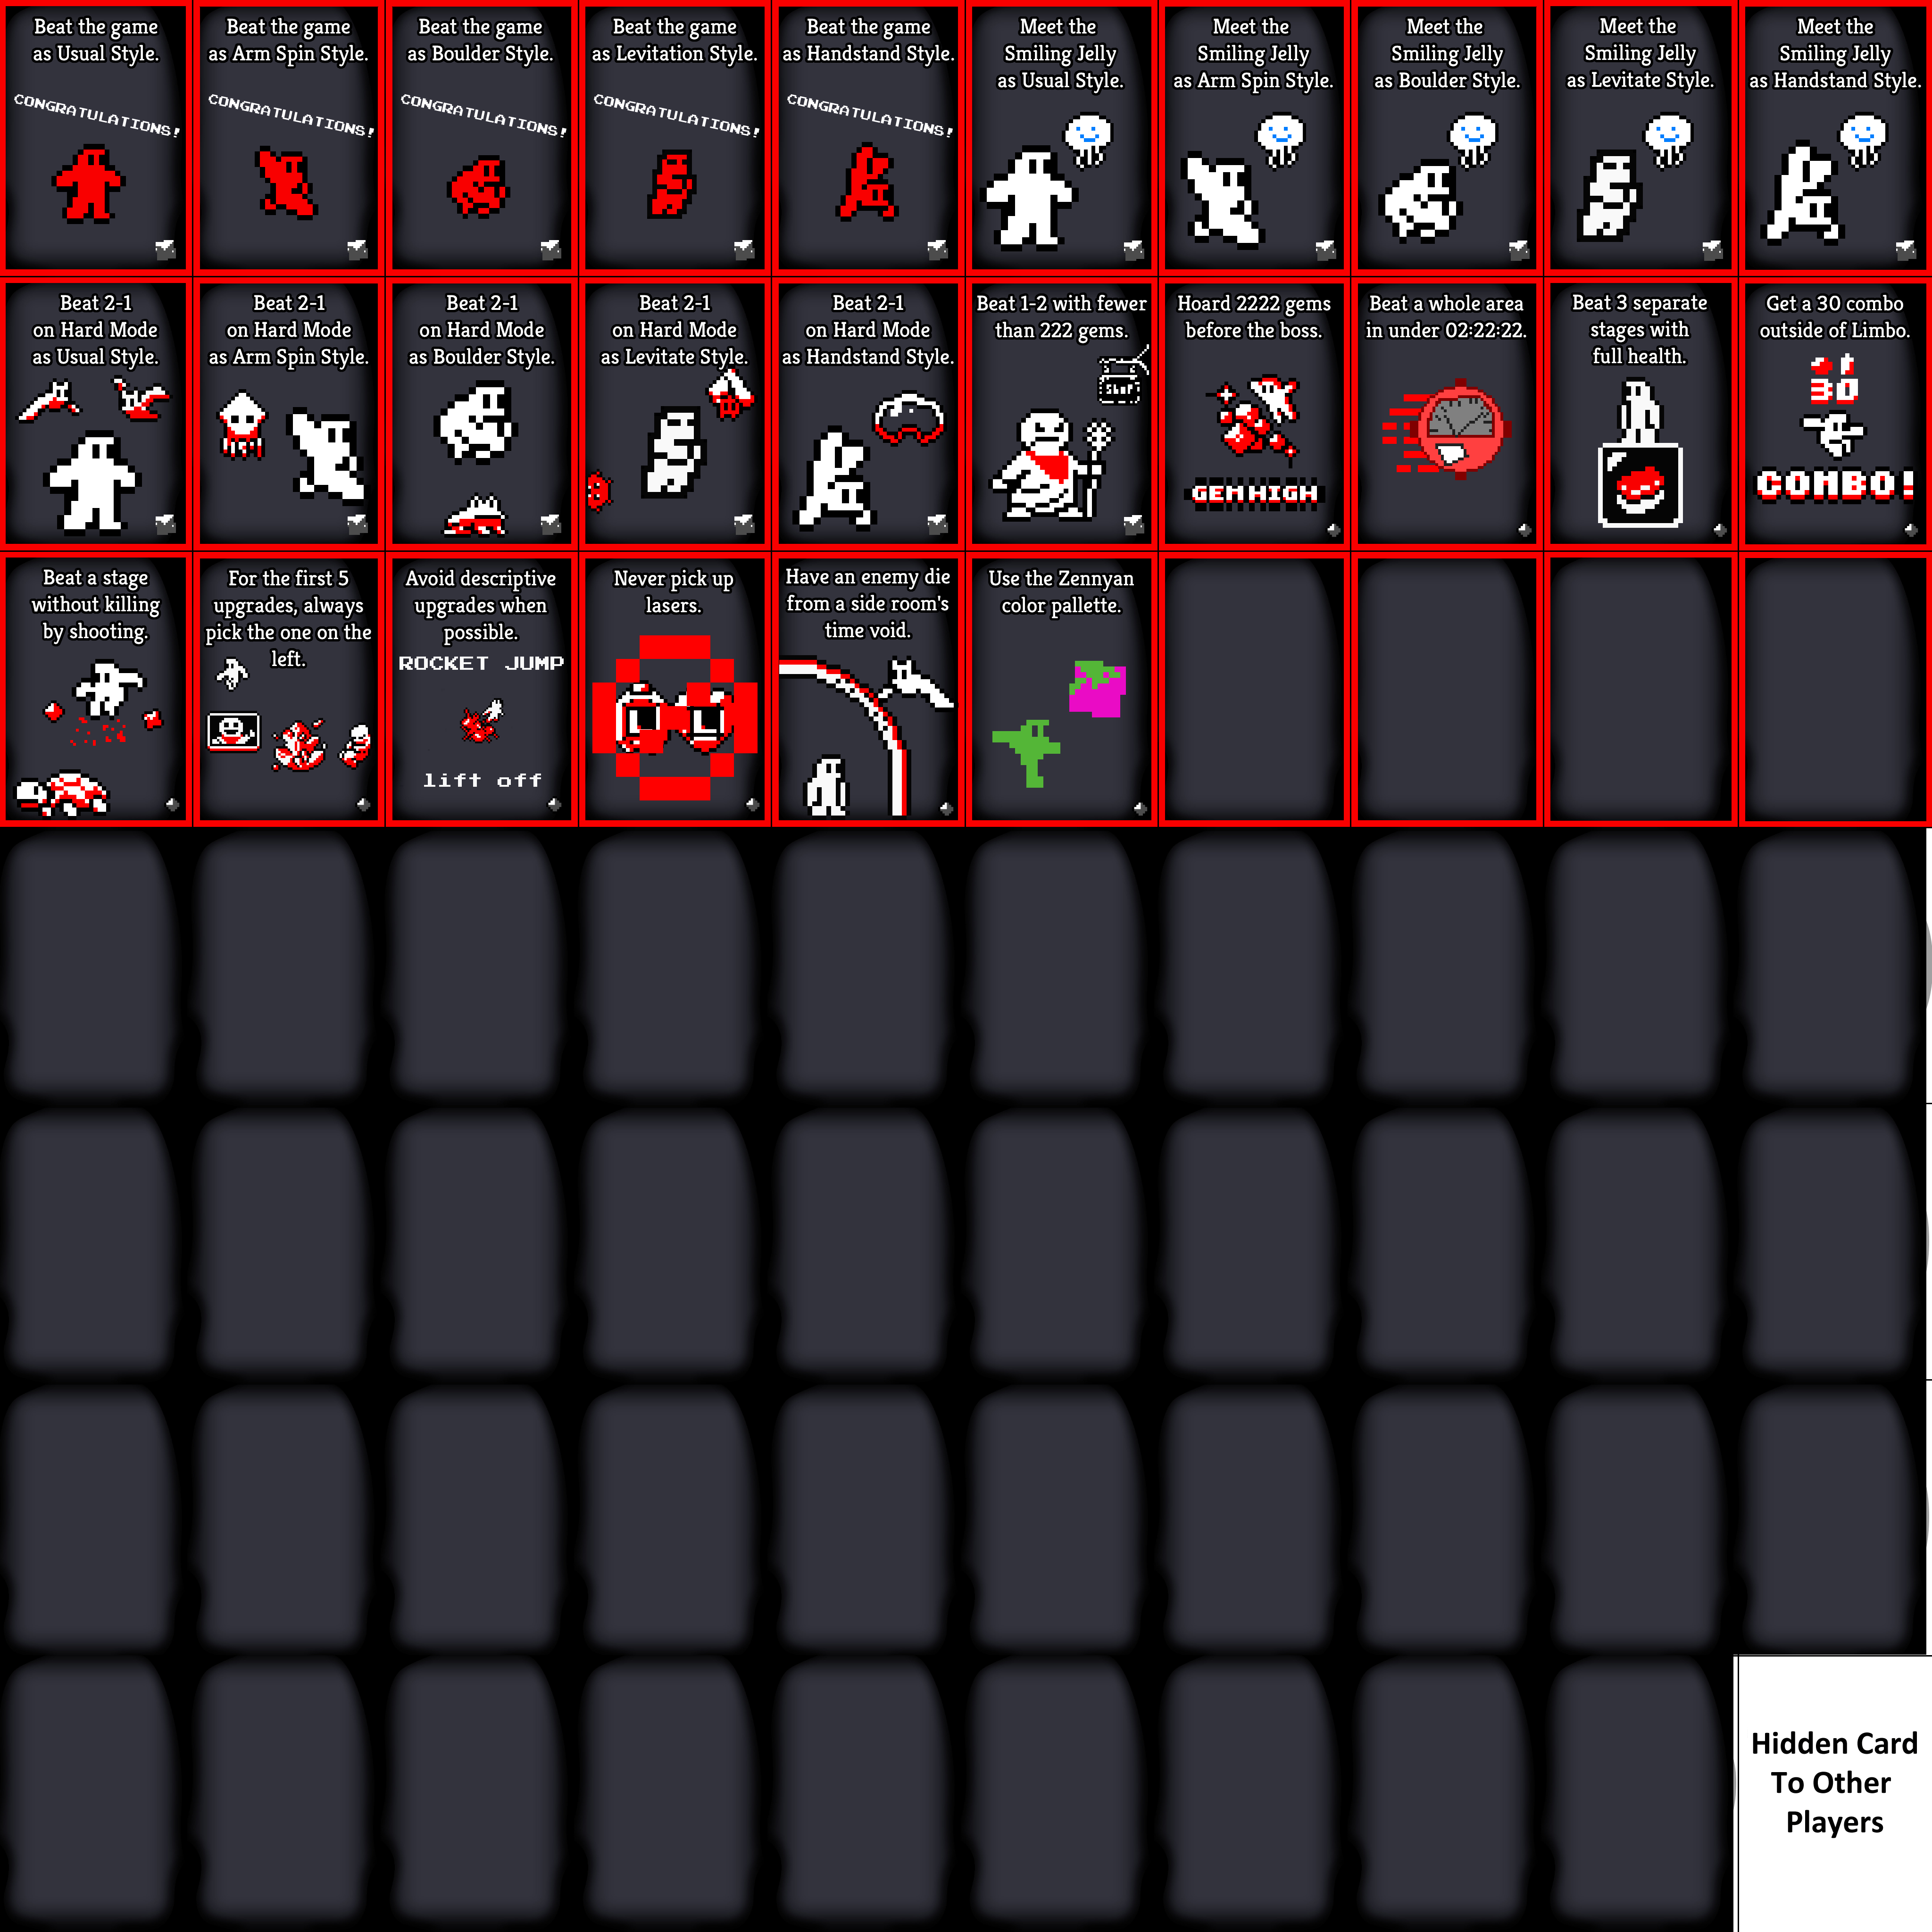 Beat the game
as Usual Style.
CONGRATULATIONS!
Beat the game
as Arm Spin Style.
CONGRATULATIONS!
Beat the game
as Boulder Style.
CONGRATULATIONS!
Beat the game
as Levitation Style.
CONGRATULATIONS!
Beat the game
as Handstand Style.
CONGRATULATIONS!
Meet the
Smiling Jelly
as Usual Style.
Meet the
Smiling Jelly
as Arm Spin Style.
Meet the
Smiling Jelly
as Boulder Style.
Meet the
Smiling Jelly
as Levitate Style.
Meet the
Smiling Jelly
as Handstand Style.
Beat 2-1
on Hard Mode
as Usual Style.
Beat 2-1
on Hard Mode
as Arm Spin Style.
Beat 2-1
on Hard Mode
as Boulder Style.
Beat 2-1
on Hard Mode
as Levitate Style.
Beat 2-1
on Hard Mode
as Handstand Style.
Beat 1-2 with fewer
than 222 gems.
SHOP
Hoard 2222 gems
before the boss.
GEM HIGH
Beat a whole area
in under 02:22:22.
Beat 3 separate
stages with
full health.
Get a 30 combo
outside of Limbo.
30
COMBO!
Beat a stage
without killing
by shooting.
For the first 5
upgrades, always
pick the one on the
left.
Avoid descriptive
upgrades when
possible.
ROCKET JUMP
lift off
Never pick up
lasers.
Have an enemy die
from a side room's
time void.
Use the Zennyan
color pallette.
Hidden Card
To Other
Players